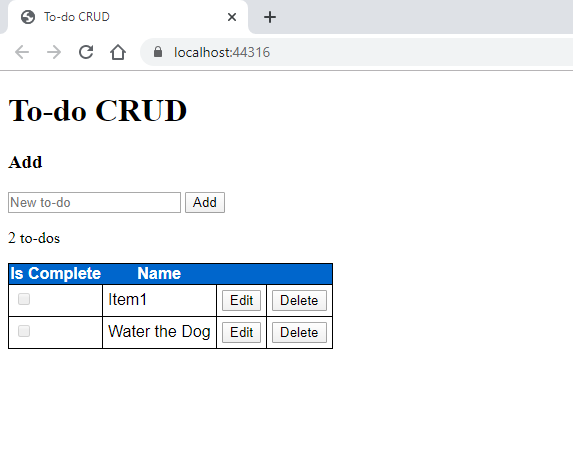 To-do CRUD
localhost:44316
To-do CRUD
Add
New to-do Add
2 to-dos
Is Complete Name
Item1 Edit Delete
Water the Dog Edit Delete